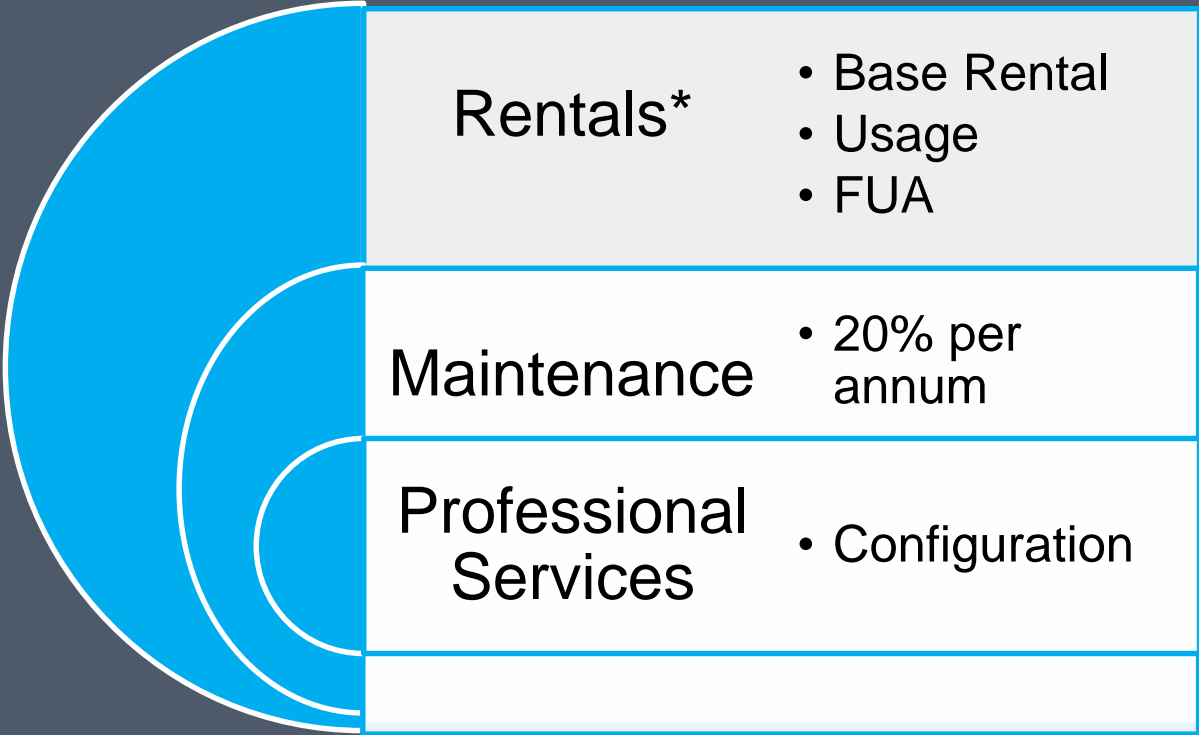 Rentals*
• Base Rental
• Usage
• FUA
Maintenance
• 20% per
annum
Professional
Services
• Configuration